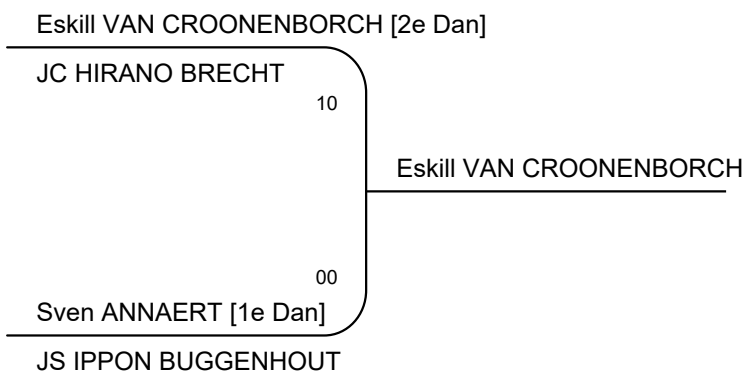 Eskill VAN CROONENBORCH [2e Dan]
JC HIRANO BRECHT
10
Eskill VAN CROONENBORCH
00
Sven ANNAERT [1e Dan]
JS IPPON BUGGENHOUT